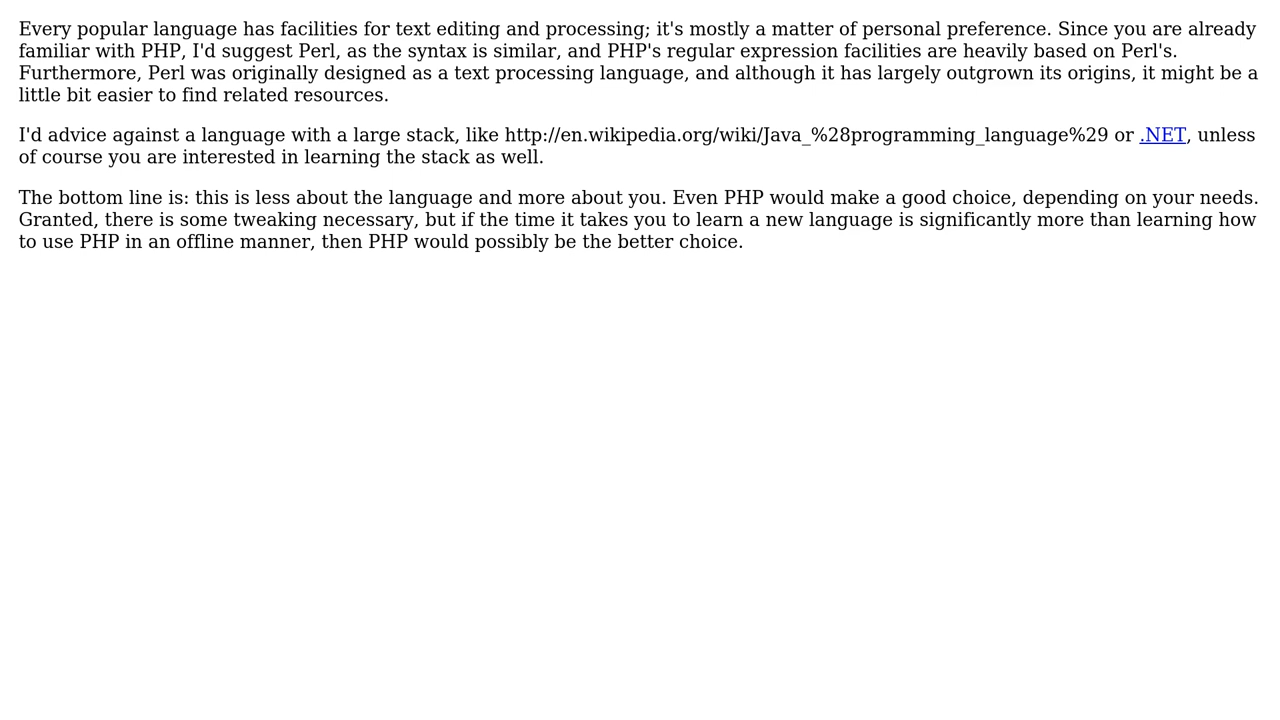 Every popular language has facilities for text editing and processing; it's mostly a matter of personal preference. Since you are already
familiar with PHP, I'd suggest Perl, as the syntax is similar, and PHP's regular expression facilities are heavily based on Perl's.
Furthermore, Perl was originally designed as a text processing language, and although it has largely outgrown its origins, it might be a
little bit easier to find related resources.
I'd advice against a language with a large stack, like http://en.wikipedia.org/wiki/Java_%28programming_language%29 or .NET, unless
of course you are interested in learning the stack as well.
The bottom line is: this is less about the language and more about you. Even PHP would make a good choice, depending on your needs.
Granted, there is some tweaking necessary, but if the time it takes you to learn a new language is significantly more than learning how
to use PHP in an offline manner, then PHP would possibly be the better choice.